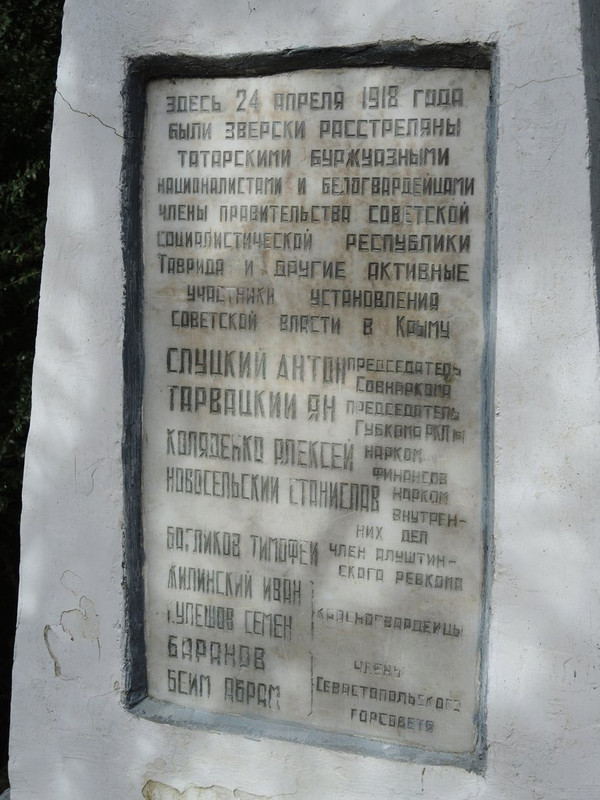 ЗДЕСЬ 24 АПРЕЛЯ 1918 ГОДА
БЫЛИ ЗВЕРСКИ РАССТРЕЛЯНЫ
ТАТАРСКИМИ БУРЖУАЗНЫМИ
НАЦИОНАЛИСТАМИ И БЕЛОГВАРДЕЙЦАМИ
ЧЛЕНЫ ПРАВИТЕЛЬСТВА СОВЕТСКОЙ
СОЦИАЛИСТИЧЕСКОЙ РЕСПУБЛИКИ
ТАВРИДА И ДРУГИЕ АКТИВНЫЕ
УЧАСТНИКИ УСТАНОВЛЕНИЯ
СОВЕТСКОЙ ВЛАСТИ В КРЫМУ
СЛУЦКИЙ АНТОН ПРЕДСЕДАТЕЛЬ
СОВНАРКОМА
ТАРВАЦКИЙ ЯН ПРЕДСЕДАТЕЛЬ
ГУБКОМА РКП
КОЛЯДЕНЬКО АЛЕКСЕЙ НАРКОМ
ФИНАНСОВ
НОВОСЕЛЬСКИЙ СТАНИСЛАВ НАРКОМ
ВНУТРЕН-
НИХ ДЕЛ
БАГЛИКОВ ТИМОФЕЙ ЧЛЕН АЛУШТИН-
СКОГО РЕВКОМА
ЖИЛИНСКИЙ ИВАН
КУЛЕШОВ СЕМЕН КРАСНОГВАРДЕЙЦЫ
БАРАНОВ ЧЛЕНЫ
БЕИМ АБРАМ СЕВАСТОПОЛЬСКОГО
ГОРСОВЕТА